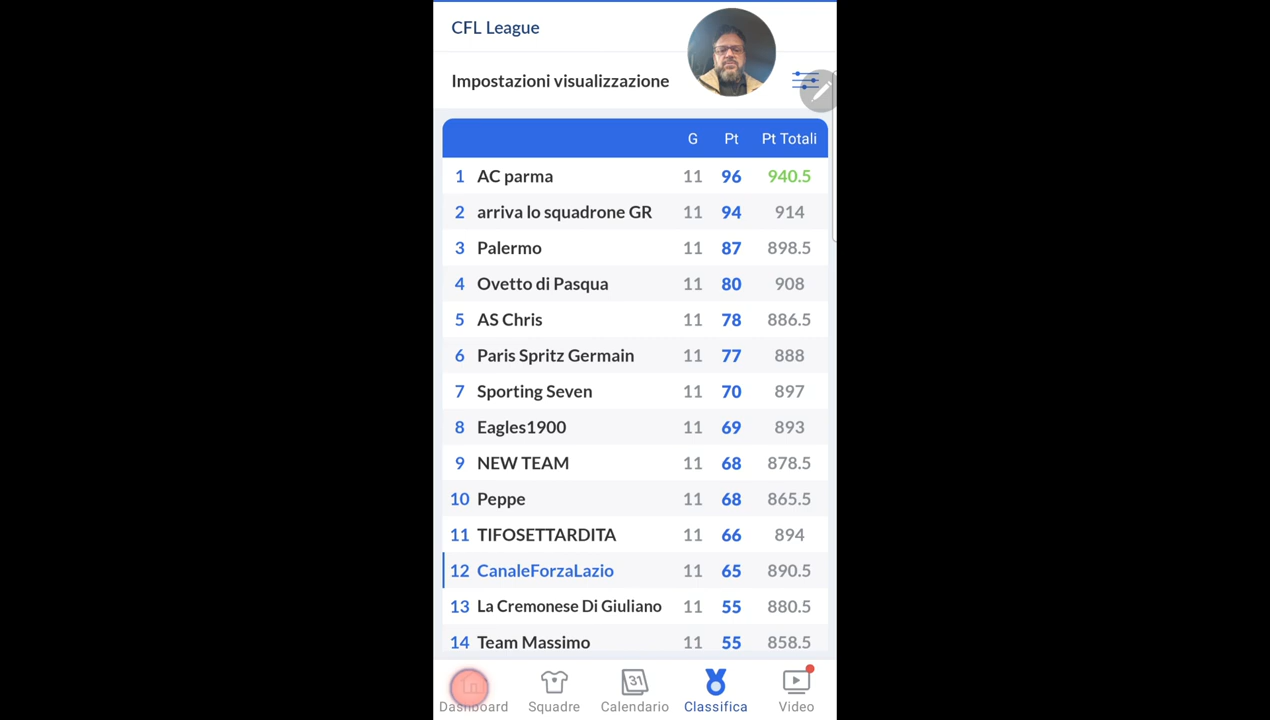 CFL League
Impostazioni visualizzazione
G Pt Pt Totali
1 AC parma 11 96 940.5
2 arriva lo squadrone GR 11 94 914
3 Palermo 11 87 898.5
4 Ovetto di Pasqua 11 80 908
5 AS Chris 11 78 886.5
6 Paris Spritz Germain 11 77 888
7 Sporting Seven 11 70 897
8 Eagles1900 11 69 893
9 NEW TEAM 11 68 878.5
10 Peppe 11 68 865.5
11 TIFOSETTARDITA 11 66 894
12 CanaleForzaLazio 11 65 890.5
13 La Cremonese Di Giuliano 11 55 880.5
14 Team Massimo 11 55 858.5
31
Dashboard Squadre Calendario Classifica Video